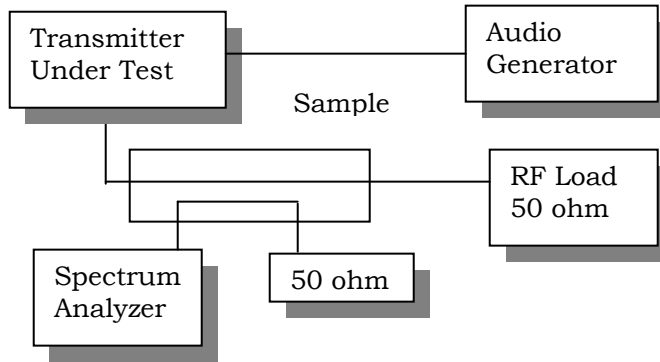 Transmitter
Under Test
Audio
Generator
Sample
RF Load
50 ohm
Spectrum
Analyzer
50 ohm